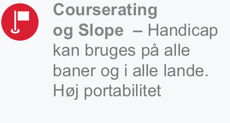 Courserating
og Slope – Handicap
kan bruges på alle
baner og i alle lande.
Høj portabilitet